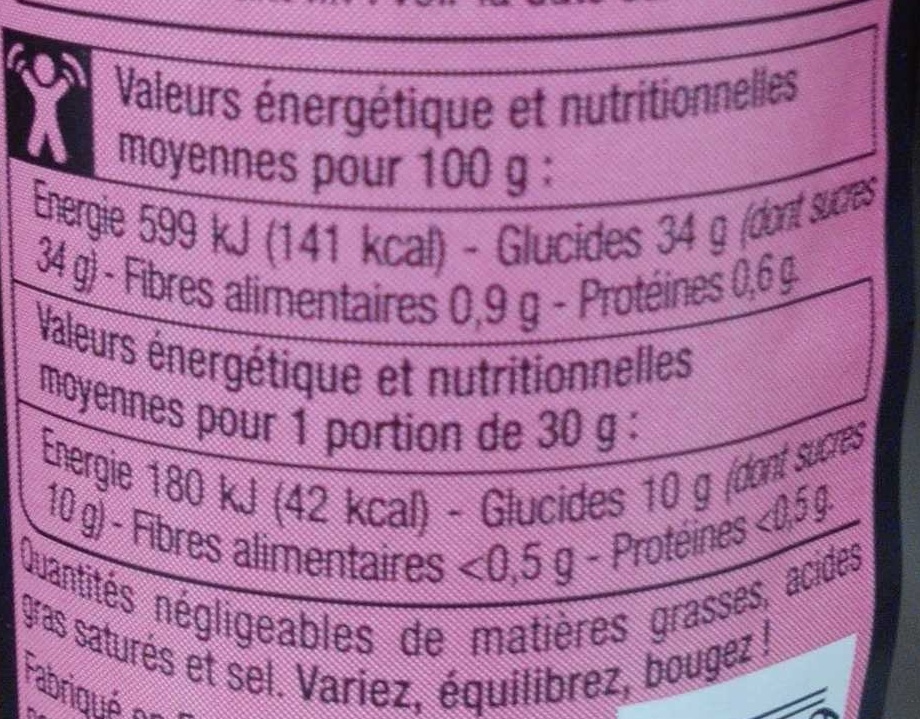 Valeurs énergétique et nutritionnelles
moyennes pour 100 g :
Energie 599 kJ (141 kcal) - Glucides 34 g (dont sucres
34 g) - Fibres alimentaires 0,9 g - Protéines 0,6 g.
Valeurs énergétique et nutritionnelles
moyennes pour 1 portion de 30 g :
Energie 180 kJ (42 kcal) - Glucides 10 g (dont sucres
10 g) - Fibres alimentaires <0,5 g - Protéines <0,5 g.
Quantités négligeables de matières grasses, acides
gras saturés et sel. Variez, équilibrez, bougez !
Fabriqué